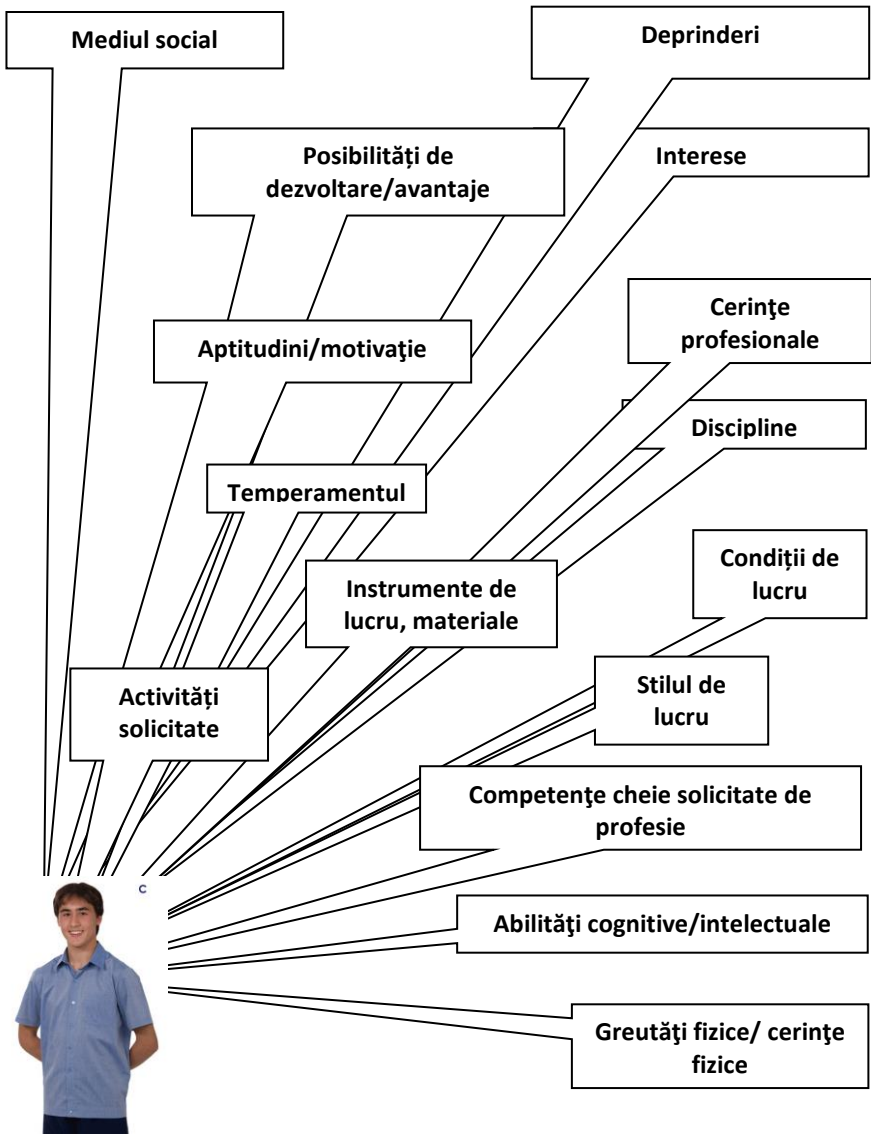 Mediul social
Deprinderi
Posibilități de
dezvoltare/avantaje
Interese
Cerinţe
profesionale
Aptitudini/motivaţie
Discipline
Temperamentul
Condiții de
lucru
Instrumente de
lucru, materiale
Stilul de
lucru
Activități
solicitate
Competenţe cheie solicitate de
profesie
C
Abilităţi cognitive/intelectuale
Greutăţi fizice/ cerinţe
fizice